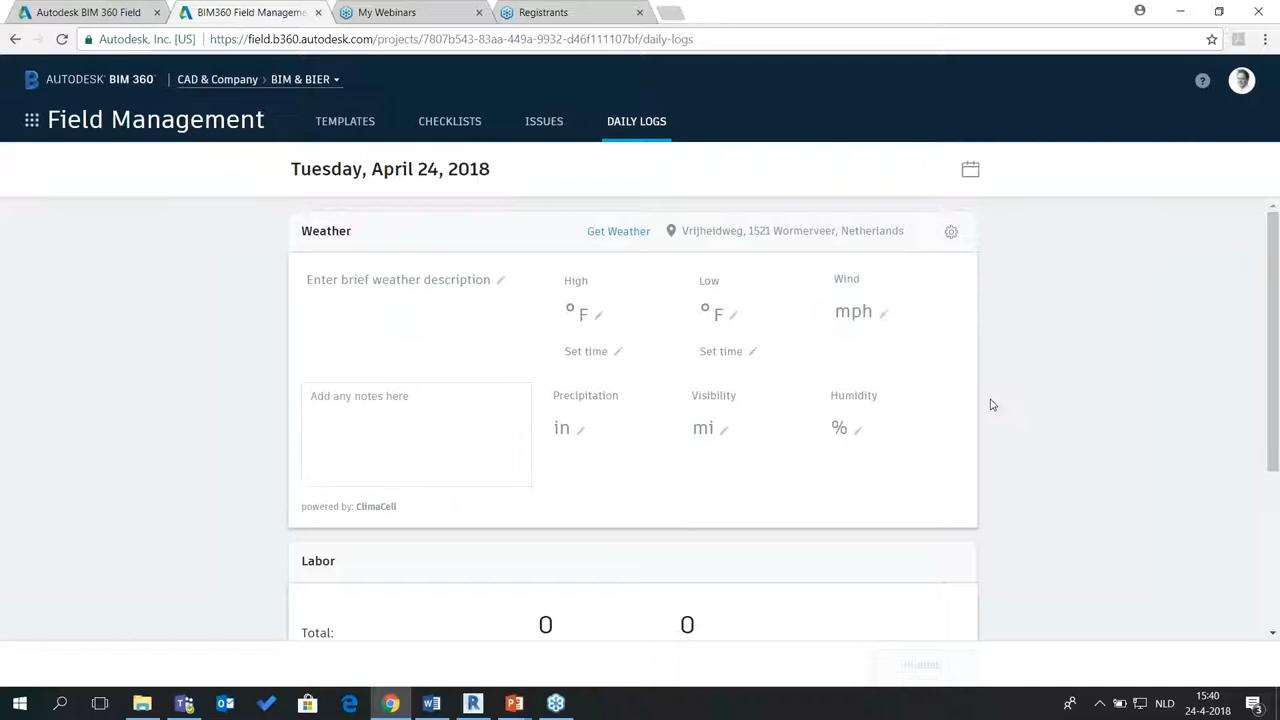 Autodesk BIM 360 Field
BIM360 Field Manageme
My Webinars
Registrants
Autodesk, Inc. [US]
https://field.b360.autodesk.com/projects/7807b543-83aa-449a-9932-d46f111107bf/daily-logs
AUTODESK® BIM 360° CAD & Company > BIM & BIER
Field Management
TEMPLATES CHECKLISTS ISSUES DAILY LOGS
Tuesday, April 24, 2018
Weather Get Weather Vrijheidweg, 1521 Wormerveer, Netherlands
Enter brief weather description High Low Wind
°F °F mph
Set time Set time
Add any notes here Precipitation Visibility Humidity
in mi %
powered by: ClimaCell
Labor
Total: 0 0
NLD
15:40
24-4-2018
3